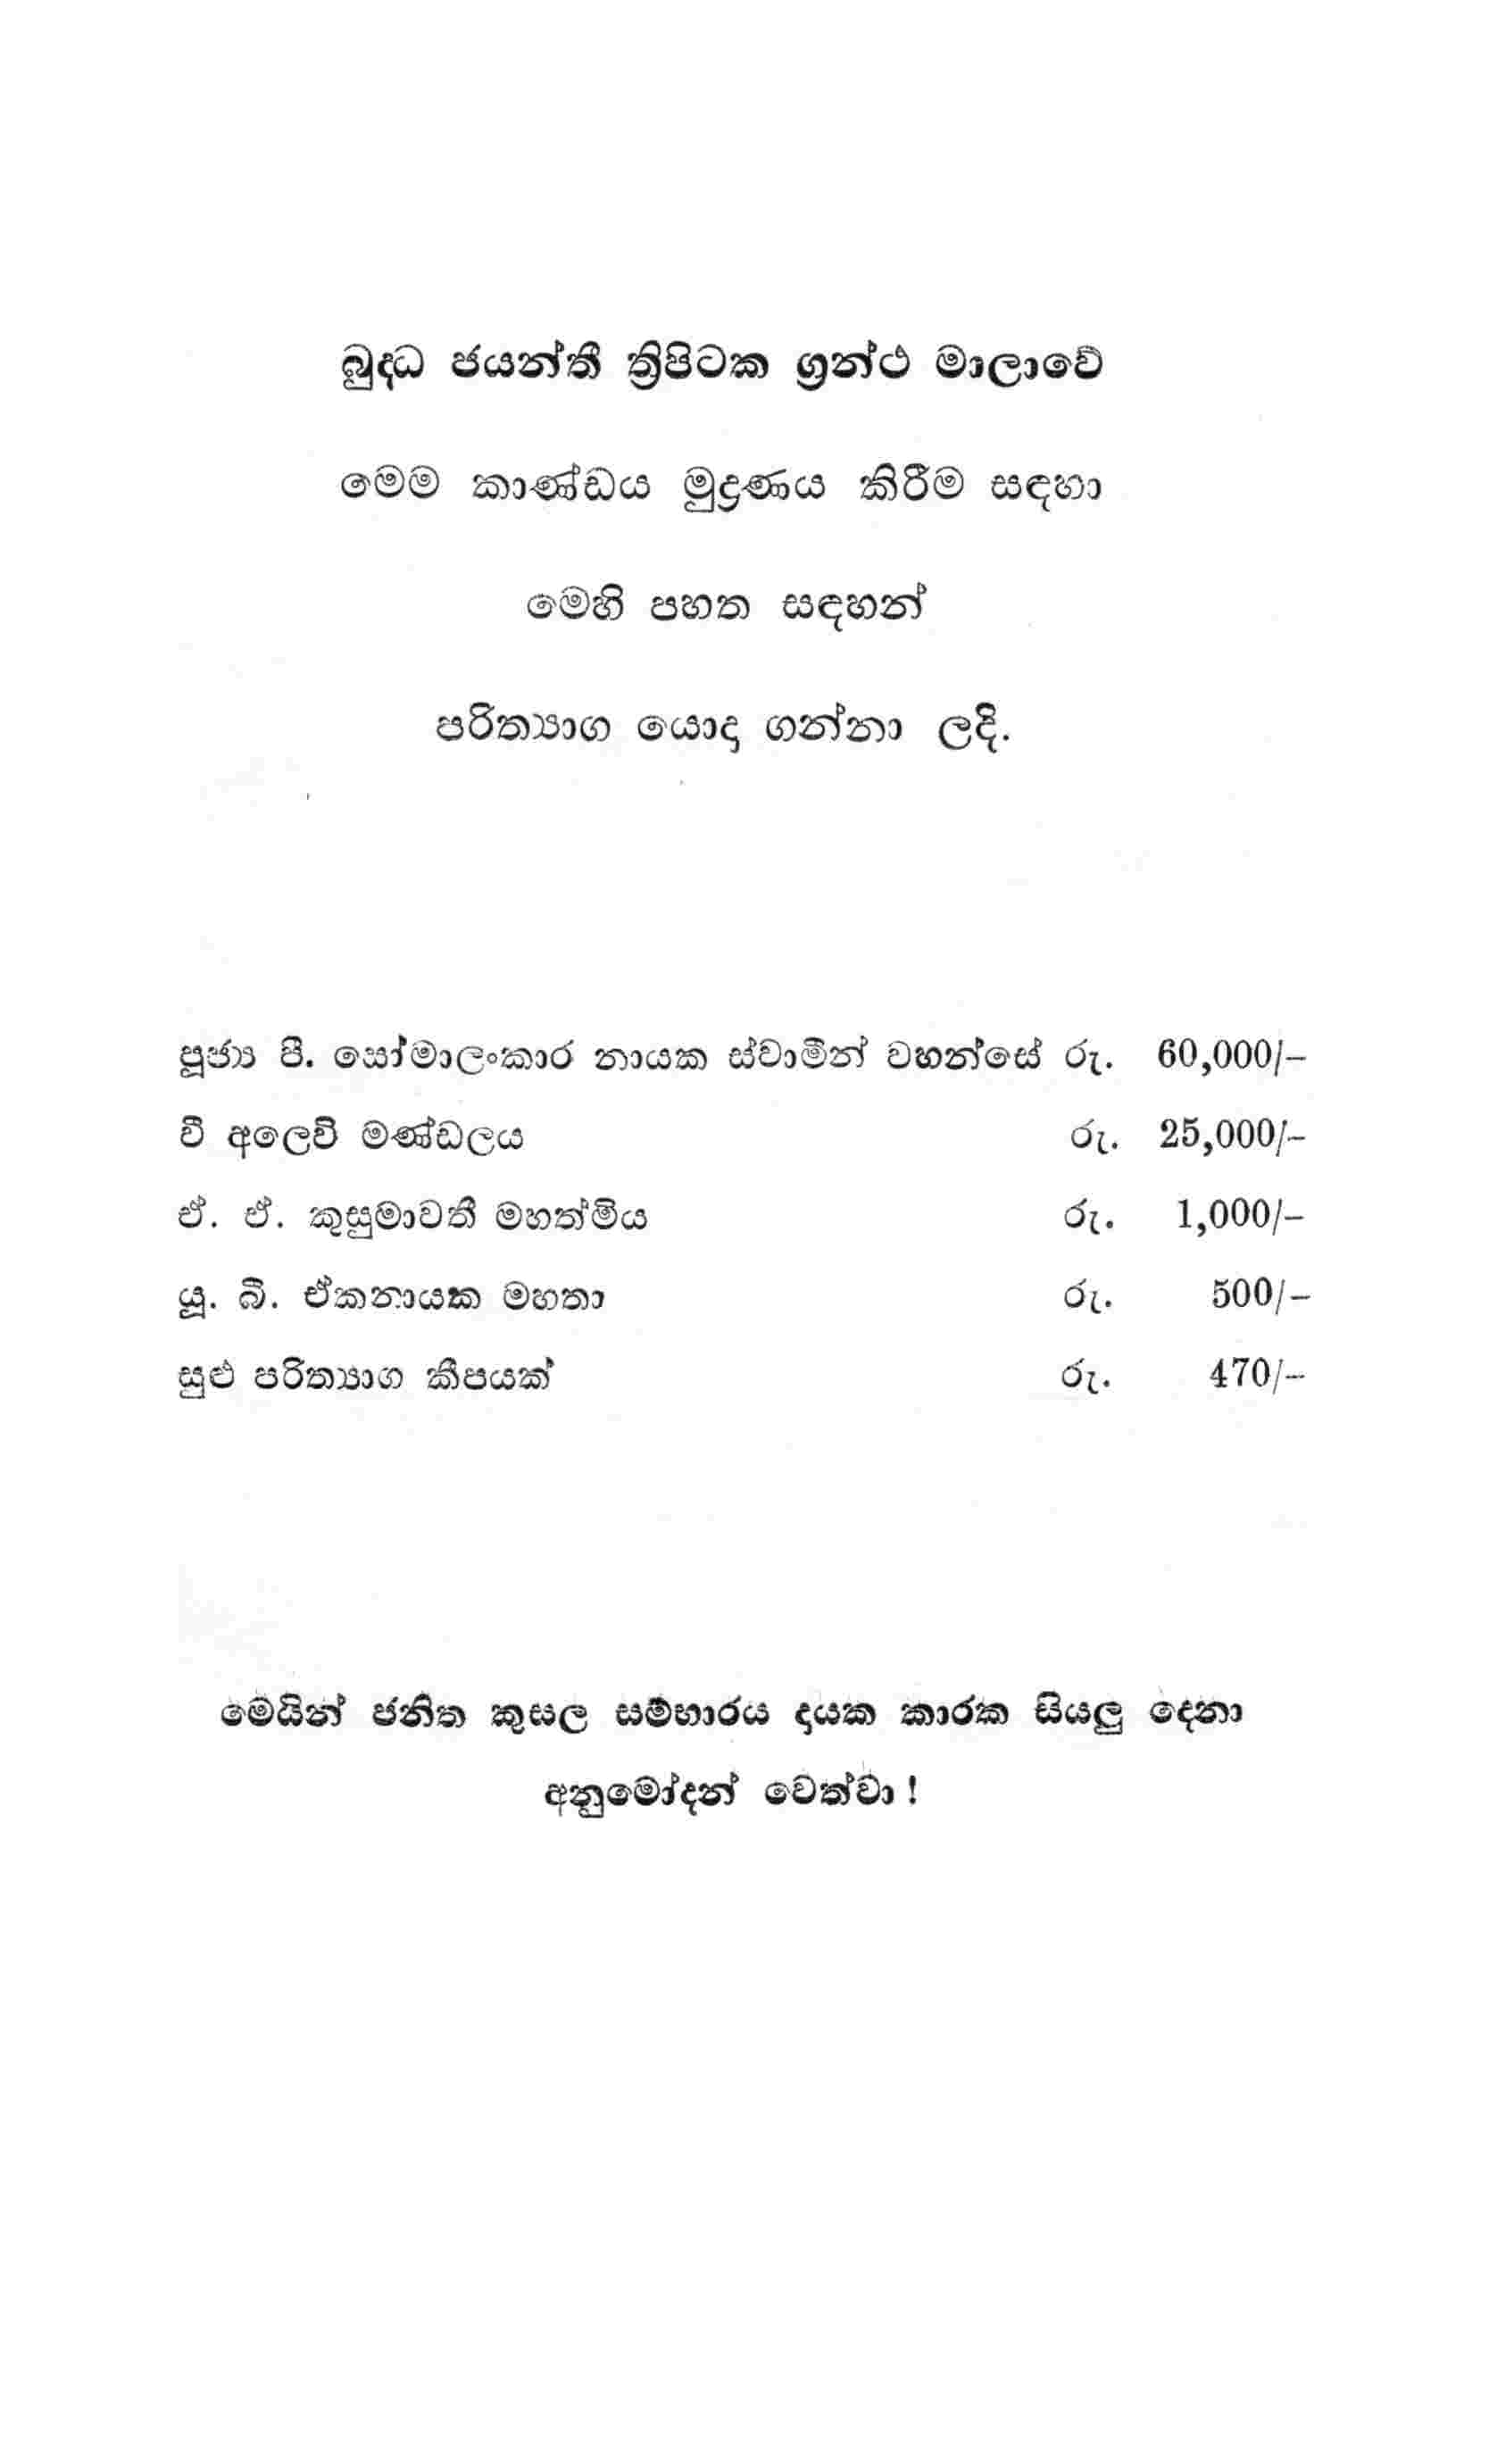 බුද්ධ ජයන්තී ත්‍රිපිටක ග්‍රන්ථ මාලාවේ
මෙම කාණ්ඩය මුද්‍රණය කිරීම සඳහා
මෙහි පහත සඳහන්
පරිත්‍යාග යොදා ගන්නා ලදි.
පූජ්‍ය පී. සෝමාලංකාර නායක ස්වාමීන් වහන්සේ රු. 60,000/–
වී අලෙවි මණ්ඩලය රු. 25,000/–
ඒ. ඒ. කුසුමාවතී මහත්මිය රු. 1,000/–
යූ. බී. ඒකනායක මහතා රු. 500/–
සුළු පරිත්‍යාග කීපයක් රු. 470/–
මෙයින් ජනිත කුසල සම්භාරය දායක කාරක සියලු දෙනා
අනුමෝදන් වෙත්වා !